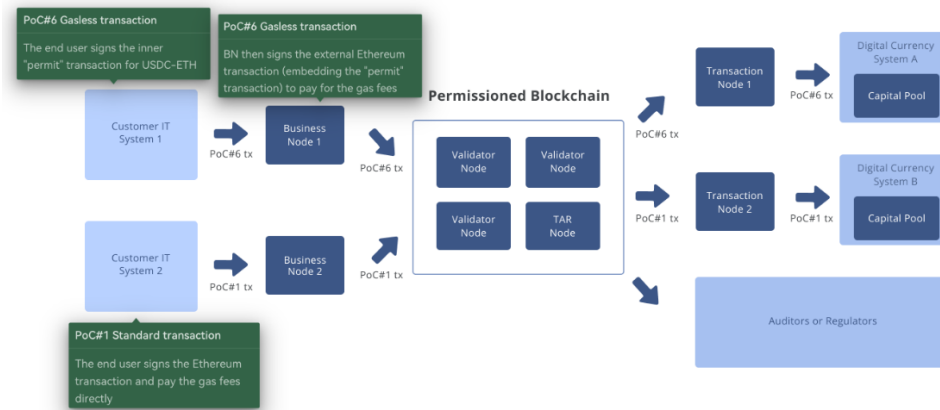 PoC#6 Gasless transaction
The end user signs the inner
"permit" transaction for USDC-ETH
PoC#6 Gasless transaction
BN then signs the external Ethereum
transaction (embedding the "permit"
transaction) to pay for the gas fees
Customer IT
System 1
PoC#6 tx
Business
Node 1
PoC#6 tx
Permissioned Blockchain
Validator
Node
Validator
Node
Validator
Node
TAR
Node
PoC#6 tx
Transaction
Node 1
PoC#6 tx
Digital Currency
System A
Capital Pool
Customer IT
System 2
PoC#1 tx
Business
Node 2
PoC#1 tx
PoC#1 tx
Transaction
Node 2
PoC#1 tx
Digital Currency
System B
Capital Pool
Auditors or Regulators
PoC#1 Standard transaction
The end user signs the Ethereum
transaction and pay the gas fees
directly